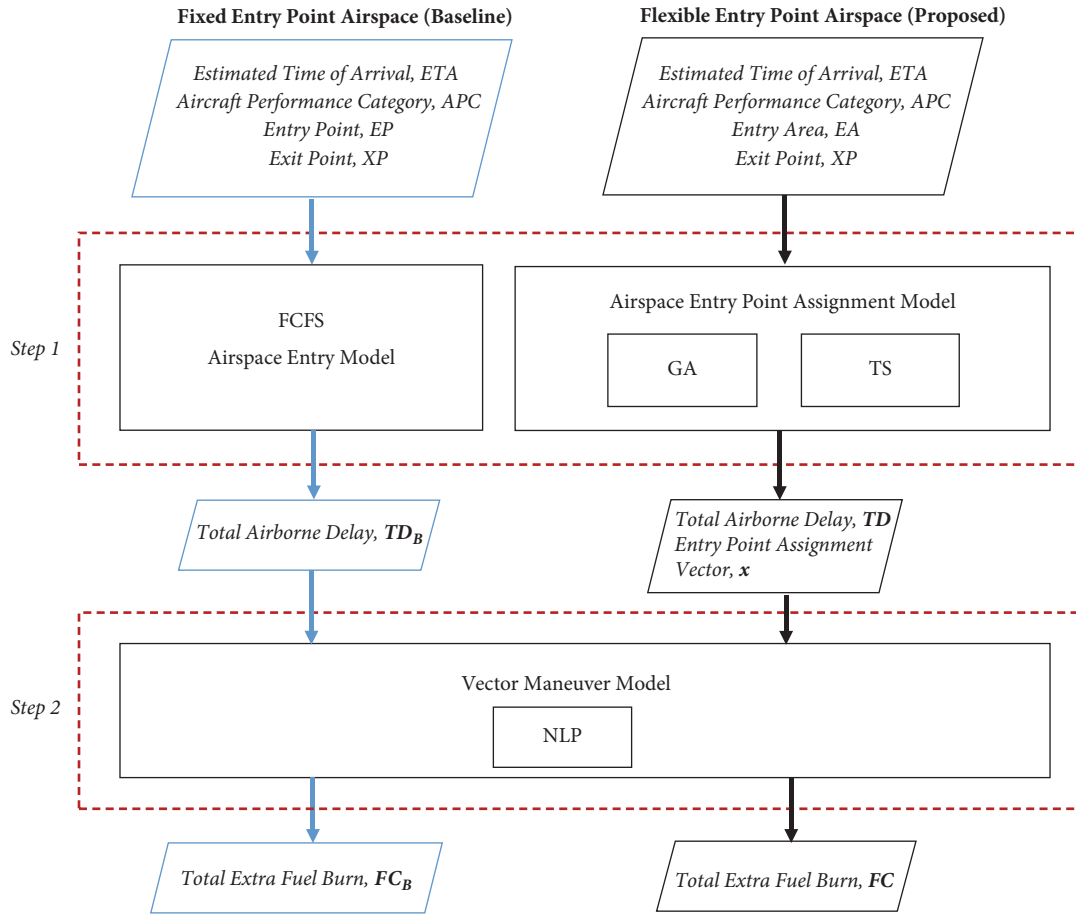 Fixed Entry Point Airspace (Baseline)
Flexible Entry Point Airspace (Proposed)
Estimated Time of Arrival, ETA
Aircraft Performance Category, APC
Entry Point, EP
Exit Point, XP
Estimated Time of Arrival, ETA
Aircraft Performance Category, APC
Entry Area, EA
Exit Point, XP
Step 1
FCFS
Airspace Entry Model
Airspace Entry Point Assignment Model
GA
TS
Total Airborne Delay, TD_B
Total Airborne Delay, TD
Entry Point Assignment
Vector, x
Step 2
Vector Maneuver Model
NLP
Total Extra Fuel Burn, FC_B
Total Extra Fuel Burn, FC